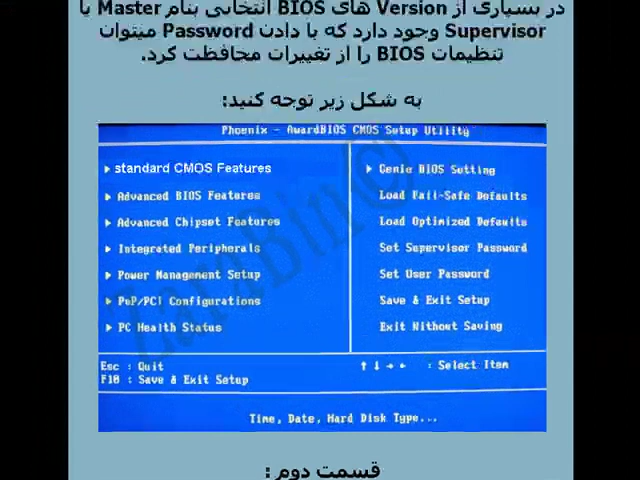 در بسیاری از Version های BIOS انتخابی بنام Master یا
Supervisor وجود دارد که با دادن Password میتوان
تنظیمات BIOS را از تغییرات محافظت کرد.
به شکل زیر توجه کنید:
Phoenix - AwardBIOS CMOS Setup Utility
standard CMOS Features
Advanced BIOS Features
Advanced Chipset Features
Integrated Peripherals
Power Management Setup
PnP/PCI Configurations
PC Health Status
Genie BIOS Setting
Load Fail-Safe Defaults
Load Optimized Defaults
Set Supervisor Password
Set User Password
Save & Exit Setup
Exit Without Saving
Esc : Quit
F10 : Save & Exit Setup
↑ ↓ → ← : Select Item
Time, Date, Hard Disk Type...
قسمت دوم :